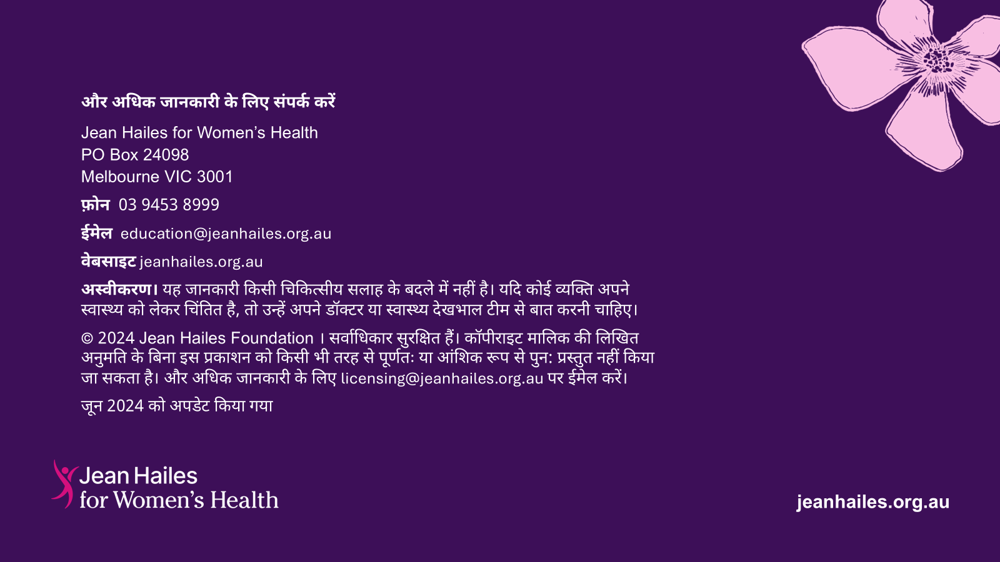 और अधिक जानकारी के लिए संपर्क करें
Jean Hailes for Women’s Health
PO Box 24098
Melbourne VIC 3001
फ़ोन 03 9453 8999
ईमेल education@jeanhailes.org.au
वेबसाइट jeanhailes.org.au
अस्वीकरण। यह जानकारी किसी चिकित्सीय सलाह के बदले में नहीं है। यदि कोई व्यक्ति अपने
स्वास्थ्य को लेकर चिंतित है, तो उन्हें अपने डॉक्टर या स्वास्थ्य देखभाल टीम से बात करनी चाहिए।
© 2024 Jean Hailes Foundation । सर्वाधिकार सुरक्षित हैं। कॉपीराइट मालिक की लिखित
अनुमति के बिना इस प्रकाशन को किसी भी तरह से पूर्णतः या आंशिक रूप से पुन: प्रस्तुत नहीं किया
जा सकता है। और अधिक जानकारी के लिए licensing@jeanhailes.org.au पर ईमेल करें।
जून 2024 को अपडेट किया गया
Jean Hailes
for Women’s Health
jeanhailes.org.au